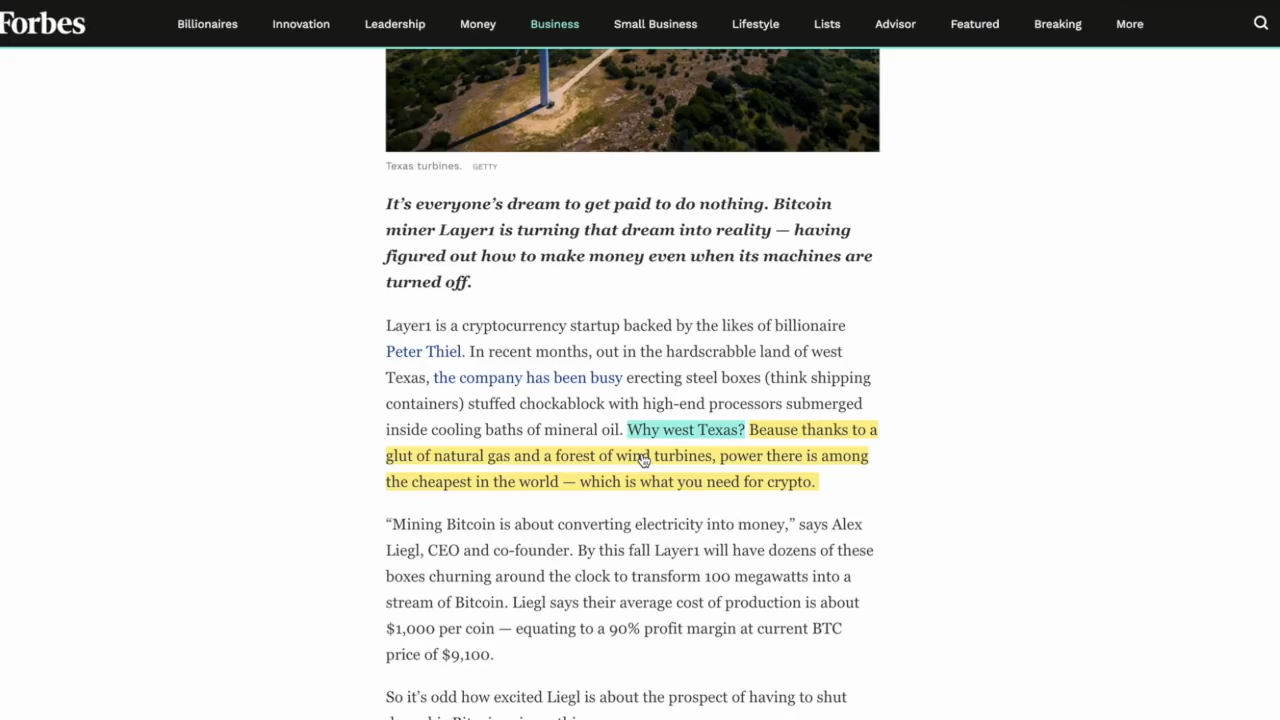 Forbes
Billionaires Innovation Leadership Money Business Small Business Lifestyle Lists Advisor Featured Breaking More
Texas turbines. GETTY
It's everyone's dream to get paid to do nothing. Bitcoin
miner Layer1 is turning that dream into reality — having
figured out how to make money even when its machines are
turned off.
Layer1 is a cryptocurrency startup backed by the likes of billionaire
Peter Thiel. In recent months, out in the hardscrabble land of west
Texas, the company has been busy erecting steel boxes (think shipping
containers) stuffed chockablock with high-end processors submerged
inside cooling baths of mineral oil. Why west Texas? Beause thanks to a
glut of natural gas and a forest of wind turbines, power there is among
the cheapest in the world — which is what you need for crypto.
“Mining Bitcoin is about converting electricity into money,” says Alex
Liegl, CEO and co-founder. By this fall Layer1 will have dozens of these
boxes churning around the clock to transform 100 megawatts into a
stream of Bitcoin. Liegl says their average cost of production is about
$1,000 per coin — equating to a 90% profit margin at current BTC
price of $9,100.
So it's odd how excited Liegl is about the prospect of having to shut